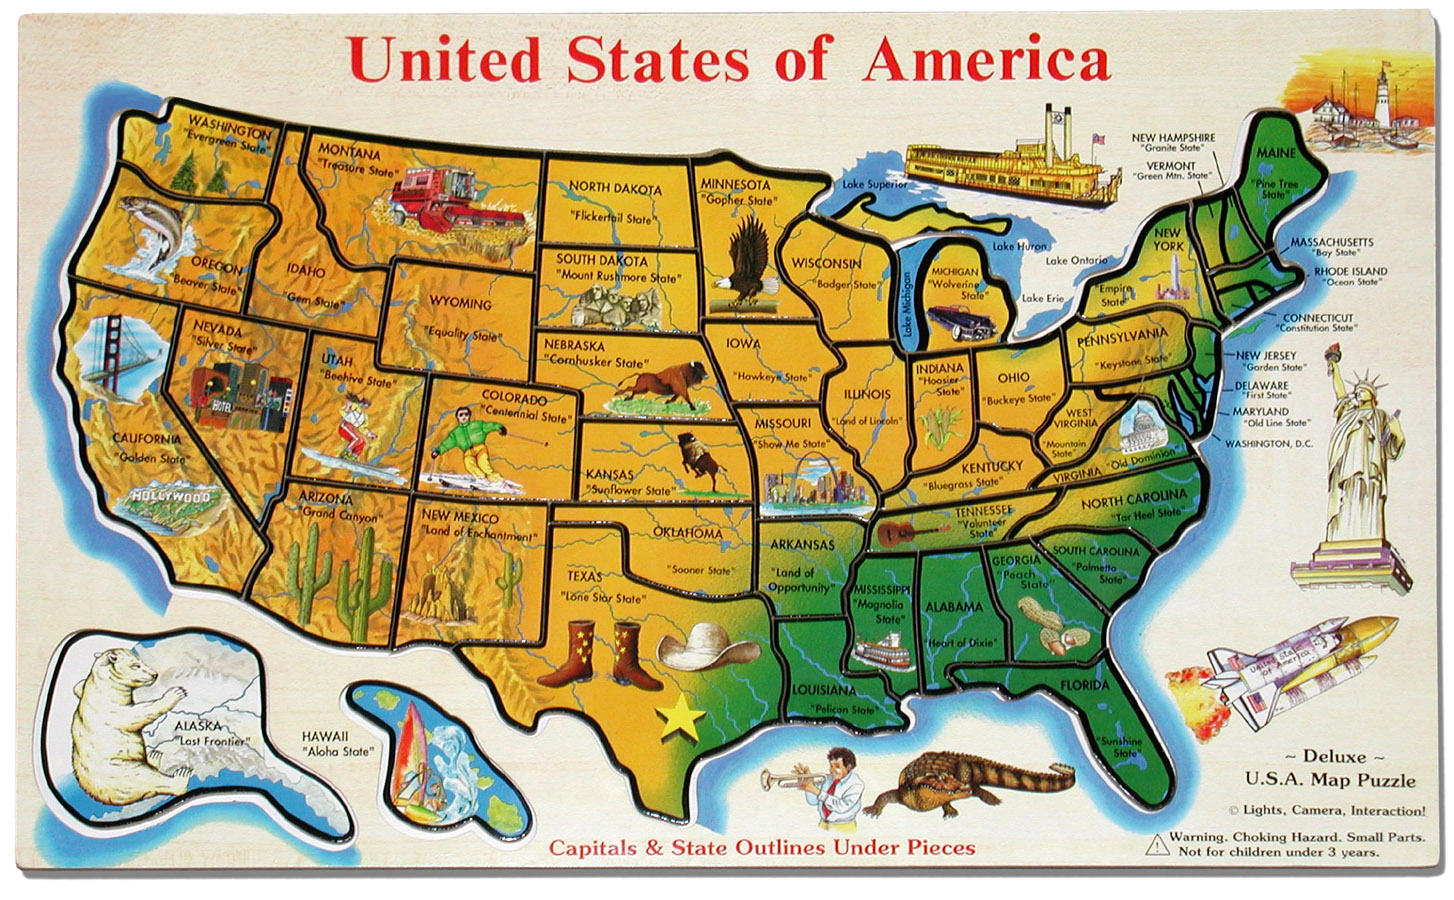 United States of America
WASHINGTON
"Evergreen State"
MONTANA
"Treasure State"
NORTH DAKOTA
"Flickertail State"
MINNESOTA
"Gopher State"
Lake Superior
NEW HAMPSHIRE
"Granite State"
VERMONT
"Green Mtn. State"
MAINE
"Pine Tree
State"
OREGON
"Beaver State"
IDAHO
"Gem State"
WYOMING
"Equality State"
SOUTH DAKOTA
"Mount Rushmore State"
WISCONSIN
"Badger State"
Lake Michigan
MICHIGAN
"Wolverine
State"
Lake Huron
Lake Ontario
Lake Erie
NEW
YORK
"Empire
State"
MASSACHUSETTS
"Bay State"
RHODE ISLAND
"Ocean State"
CONNECTICUT
"Constitution State"
NEW JERSEY
"Garden State"
DELAWARE
"First State"
MARYLAND
"Old Line State"
WASHINGTON, D.C.
NEVADA
"Silver State"
HOTEL
UTAH
"Beehive State"
COLORADO
"Centennial State"
NEBRASKA
"Cornhusker State"
IOWA
"Hawkeye State"
ILLINOIS
"Land of Lincoln"
INDIANA
"Hoosier
State"
OHIO
"Buckeye State"
PENNSYLVANIA
"Keystone State"
CALIFORNIA
"Golden State"
HOLLYWOOD
KANSAS
"Sunflower State"
MISSOURI
"Show Me State"
KENTUCKY
"Bluegrass State"
WEST
VIRGINIA
"Mountain
State"
VIRGINIA
"Old Dominion"
ARIZONA
"Grand Canyon"
NEW MEXICO
"Land of Enchantment"
OKLAHOMA
"Sooner State"
ARKANSAS
"Land of
Opportunity"
TENNESSEE
"Volunteer
State"
NORTH CAROLINA
"Tar Heel State"
SOUTH CAROLINA
"Palmetto
State"
TEXAS
"Lone Star State"
LOUISIANA
"Pelican State"
MISSISSIPPI
"Magnolia
State"
ALABAMA
"Heart of Dixie"
GEORGIA
"Peach
State"
FLORIDA
"Sunshine
State"
ALASKA
"Last Frontier"
HAWAII
"Aloha State"
United States
of America
~ Deluxe ~
U.S.A. Map Puzzle
© Lights, Camera, Interaction!
Warning. Choking Hazard. Small Parts.
Not for children under 3 years.
Capitals & State Outlines Under Pieces